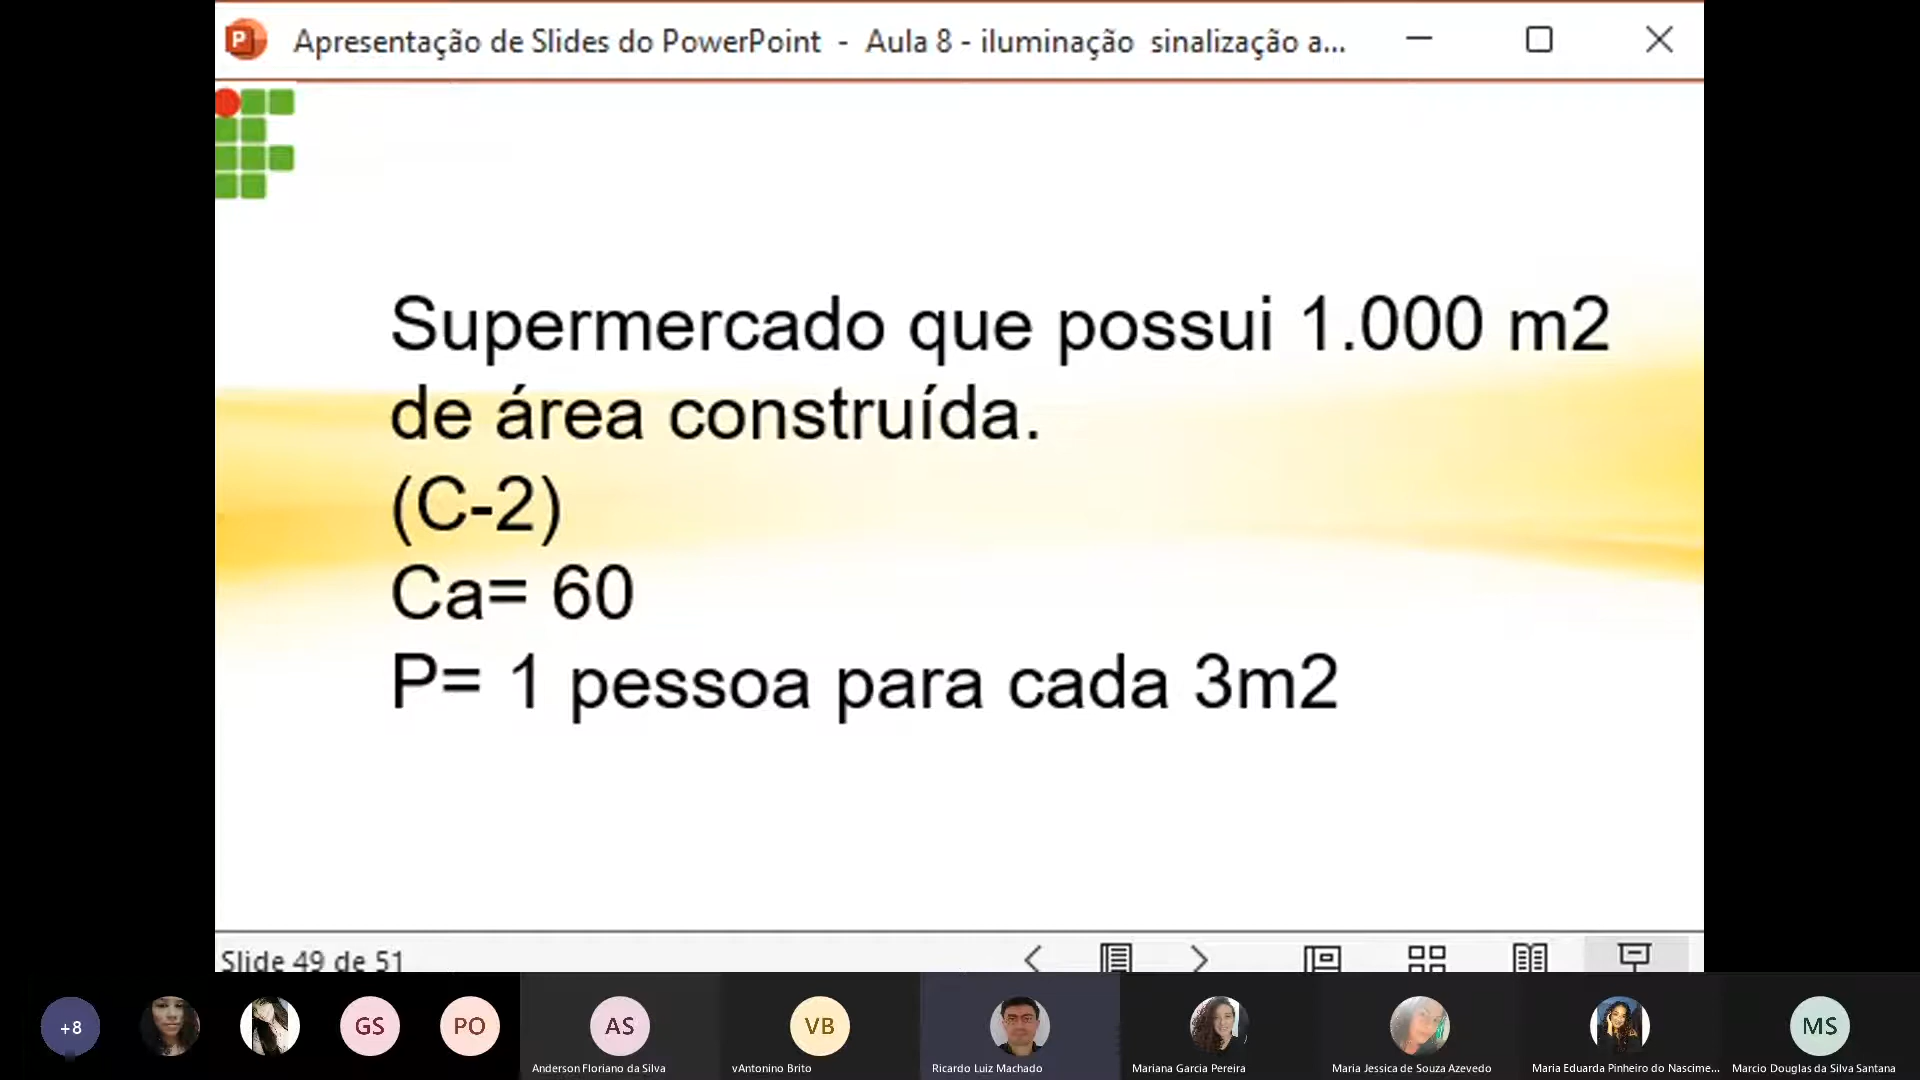 Apresentação de Slides do PowerPoint - Aula 8 - iluminação sinalização a...
Supermercado que possui 1.000 m2
de área construída.
(C-2)
Ca= 60
P= 1 pessoa para cada 3m2
Slide 49 de 51
+8
GS
PO
AS
VB
MS
Anderson Floriano da Silva
vAntonino Brito
Ricardo Luiz Machado
Mariana Garcia Pereira
Maria Jessica de Souza Azevedo
Maria Eduarda Pinheiro do Nascime...
Marcio Douglas da Silva Santana